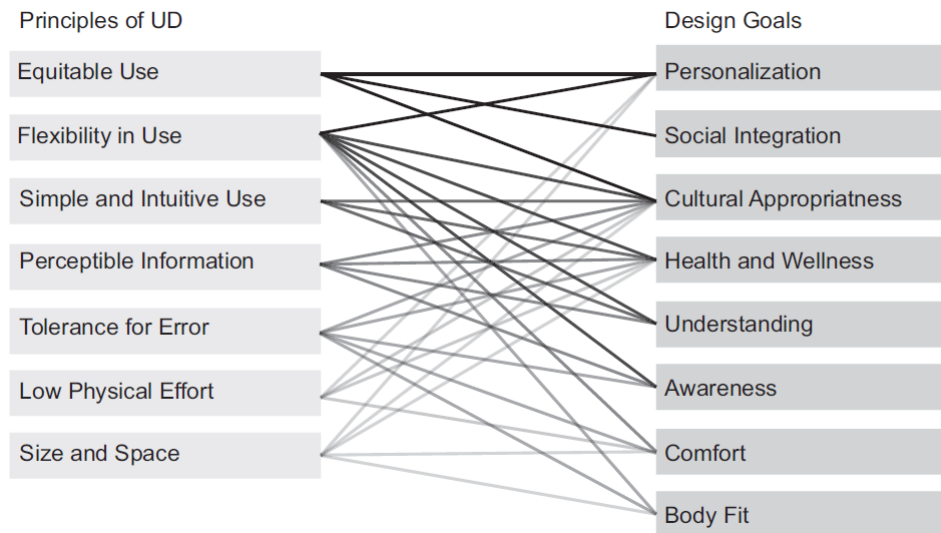 Principles of UD
Equitable Use
Flexibility in Use
Simple and Intuitive Use
Perceptible Information
Tolerance for Error
Low Physical Effort
Size and Space
Design Goals
Personalization
Social Integration
Cultural Appropriatness
Health and Wellness
Understanding
Awareness
Comfort
Body Fit